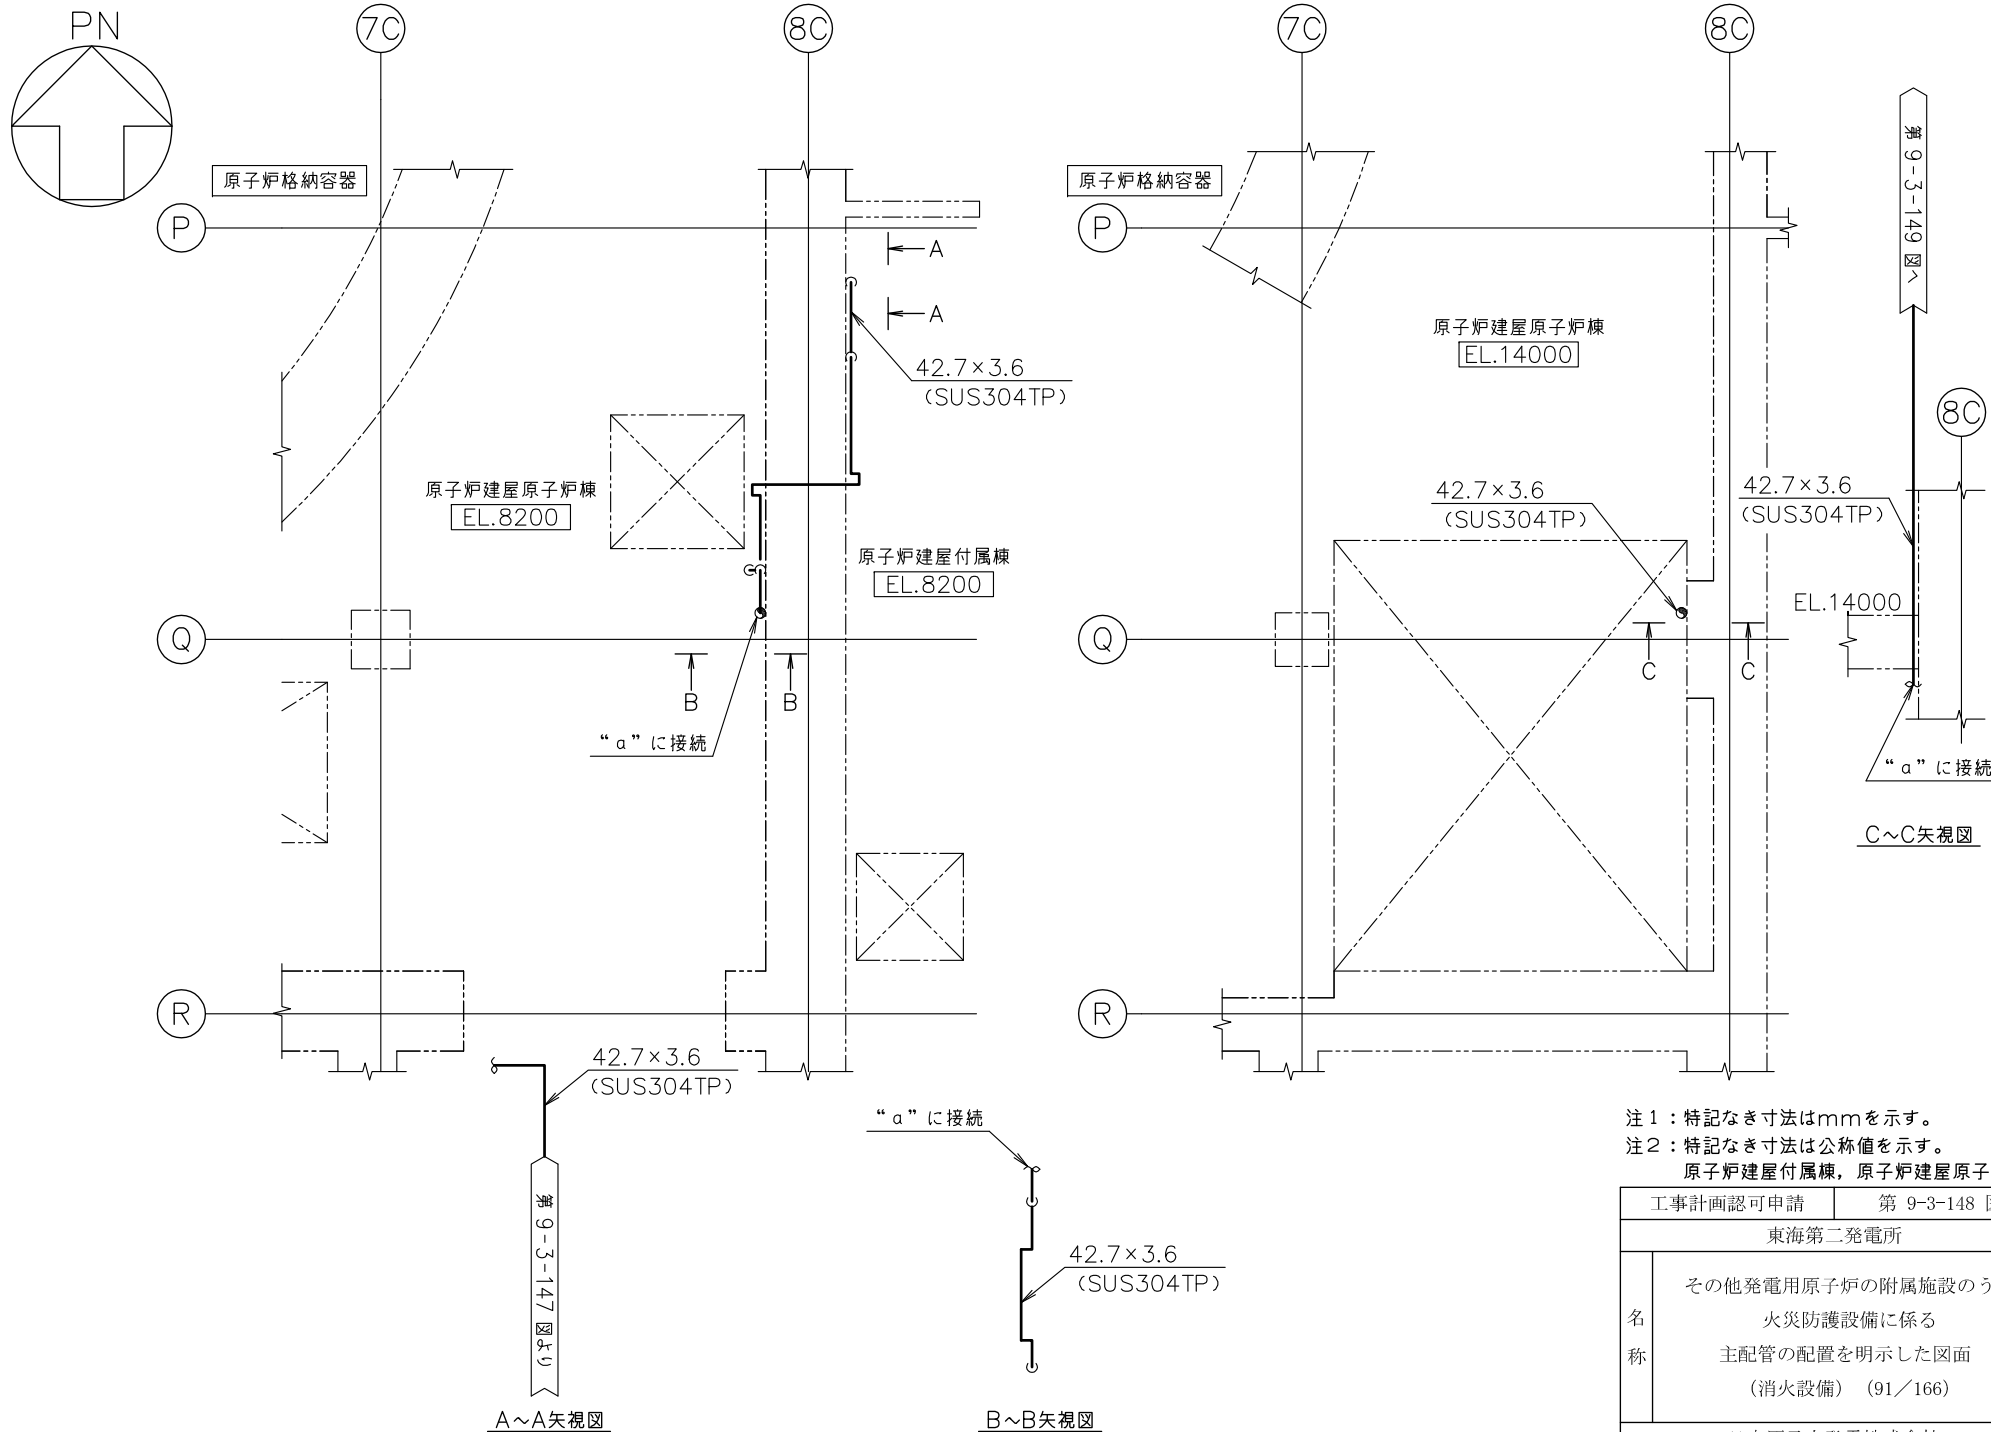 PN
7C
8C
7C
8C
原子炉格納容器
原子炉格納容器
P
P
A
A
42.7×3.6
(SUS304TP)
原子炉建屋原子炉棟
EL.8200
原子炉建屋付属棟
EL.8200
Q
B
B
“a”に接続
R
原子炉建屋原子炉棟
EL.14000
42.7×3.6
(SUS304TP)
Q
C
C
R
第9-3-149図へ
8C
42.7×3.6
(SUS304TP)
EL.14000
“a”に接続
C~C矢視図
42.7×3.6
(SUS304TP)
第9-3-147図より
A~A矢視図
“a”に接続
42.7×3.6
(SUS304TP)
B~B矢視図
注1:特記なき寸法はmmを示す。
注2:特記なき寸法は公称値を示す。
原子炉建屋付属棟,原子炉建屋原子
工事計画認可申請
第 9-3-148
東海第二発電所
名称
その他発電用原子炉の附属施設のう
火災防護設備に係る
主配管の配置を明示した図面
(消火設備)(91/166)